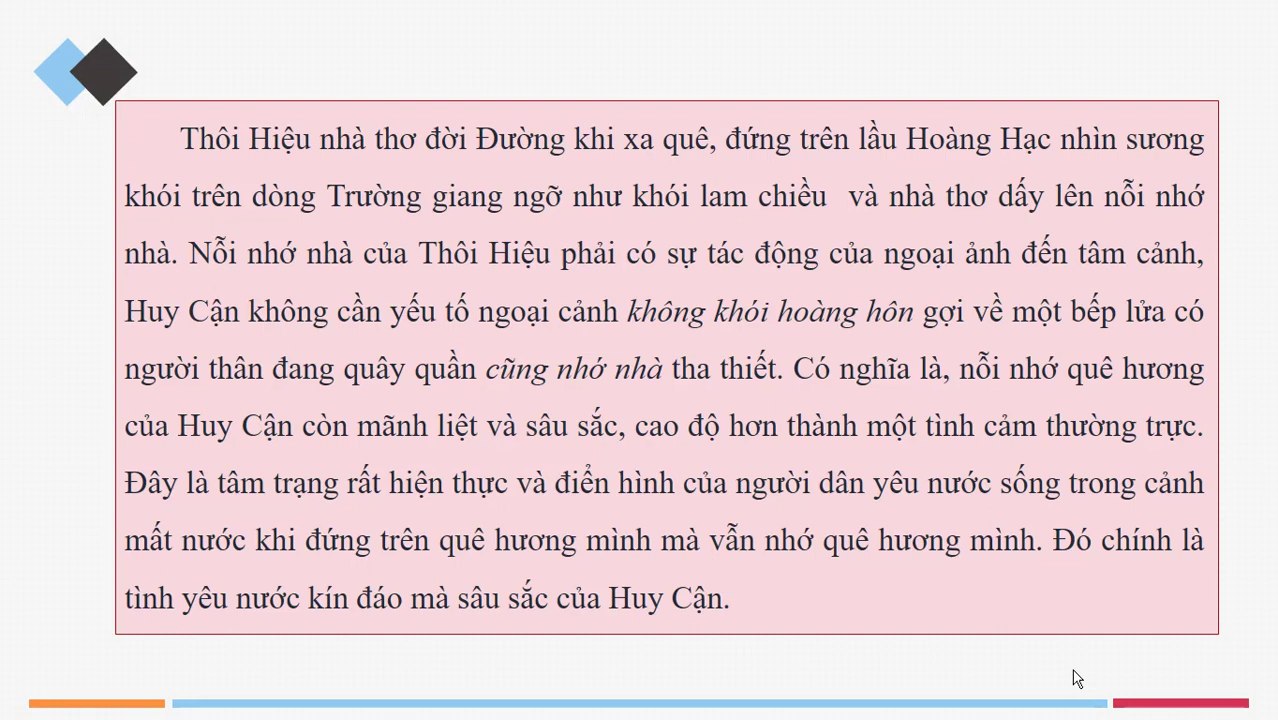 Thôi Hiệu nhà thơ đời Đường khi xa quê, đứng trên lầu Hoàng Hạc nhìn sương
khói trên dòng Trường giang ngỡ như khói lam chiều và nhà thơ dấy lên nỗi nhớ
nhà. Nỗi nhớ nhà của Thôi Hiệu phải có sự tác động của ngoại ảnh đến tâm cảnh,
Huy Cận không cần yếu tố ngoại cảnh không khói hoàng hôn gợi về một bếp lửa có
người thân đang quây quần cũng nhớ nhà tha thiết. Có nghĩa là, nỗi nhớ quê hương
của Huy Cận còn mãnh liệt và sâu sắc, cao độ hơn thành một tình cảm thường trực.
Đây là tâm trạng rất hiện thực và điển hình của người dân yêu nước sống trong cảnh
mất nước khi đứng trên quê hương mình mà vẫn nhớ quê hương mình. Đó chính là
tình yêu nước kín đáo mà sâu sắc của Huy Cận.